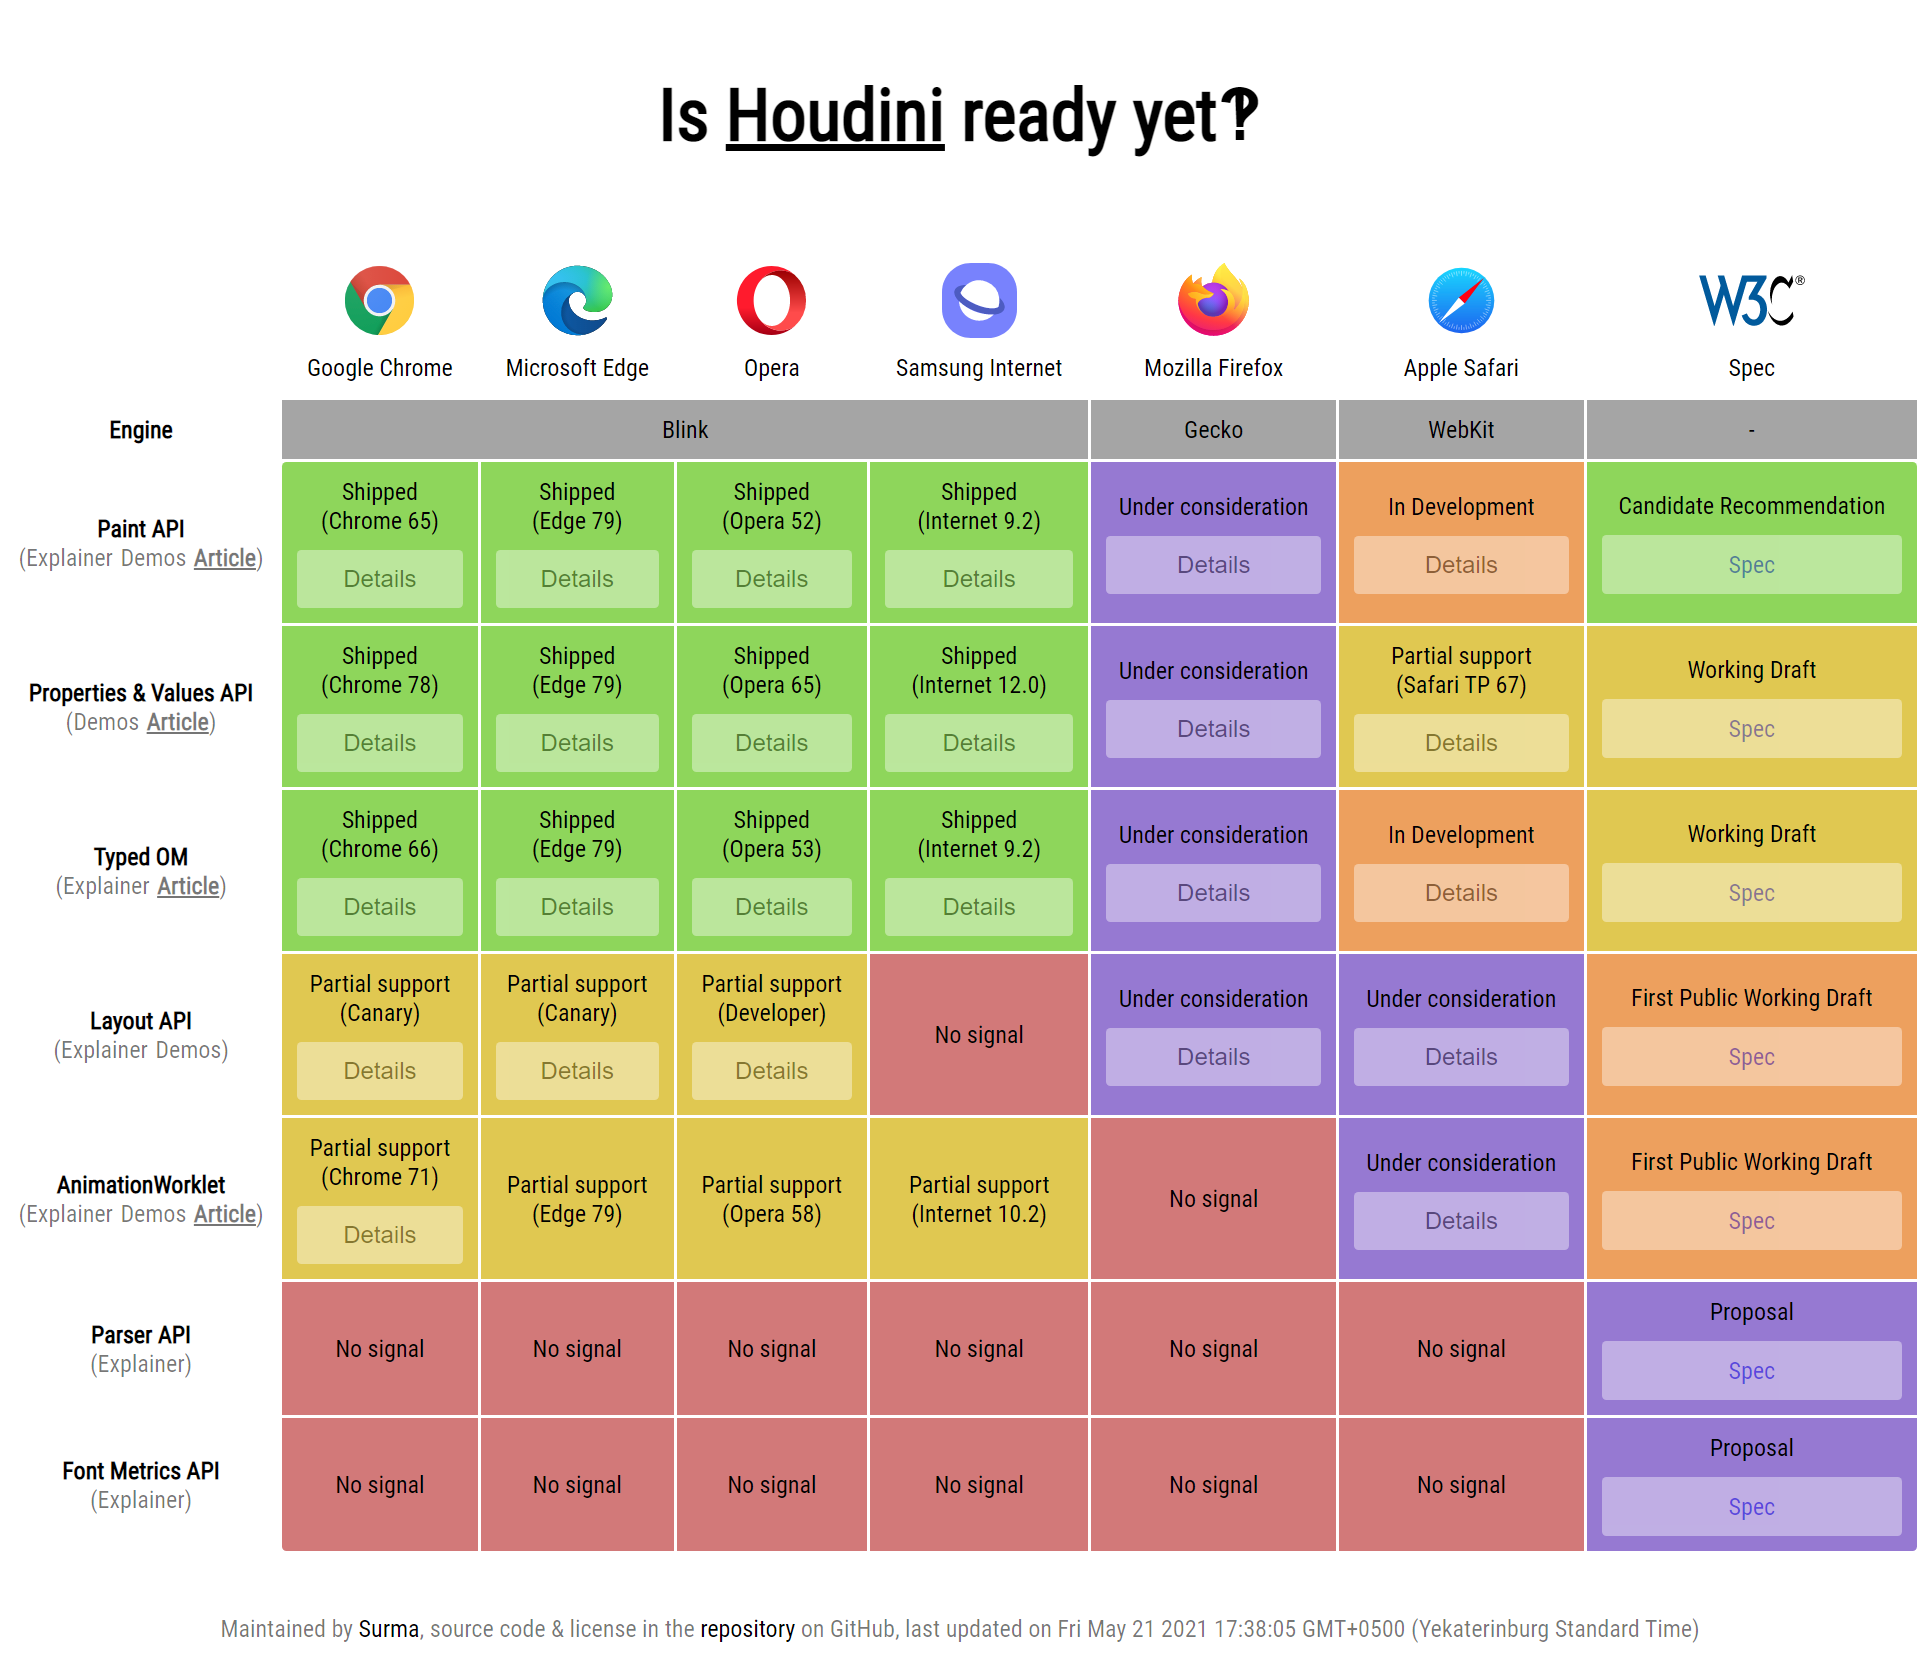 Is Houdini ready yet‽
W3C®
Google Chrome Microsoft Edge Opera Samsung Internet Mozilla Firefox Apple Safari Spec
Engine Blink Gecko WebKit -
Paint API
(Explainer Demos Article)
Shipped
(Chrome 65)
Details
Shipped
(Edge 79)
Details
Shipped
(Opera 52)
Details
Shipped
(Internet 9.2)
Details
Under consideration
Details
In Development
Details
Candidate Recommendation
Spec
Properties & Values API
(Demos Article)
Shipped
(Chrome 78)
Details
Shipped
(Edge 79)
Details
Shipped
(Opera 65)
Details
Shipped
(Internet 12.0)
Details
Under consideration
Details
Partial support
(Safari TP 67)
Details
Working Draft
Spec
Typed OM
(Explainer Article)
Shipped
(Chrome 66)
Details
Shipped
(Edge 79)
Details
Shipped
(Opera 53)
Details
Shipped
(Internet 9.2)
Details
Under consideration
Details
In Development
Details
Working Draft
Spec
Layout API
(Explainer Demos)
Partial support
(Canary)
Details
Partial support
(Canary)
Details
Partial support
(Developer)
Details
No signal
Under consideration
Details
Under consideration
Details
First Public Working Draft
Spec
AnimationWorklet
(Explainer Demos Article)
Partial support
(Chrome 71)
Details
Partial support
(Edge 79)
Partial support
(Opera 58)
Partial support
(Internet 10.2)
No signal
Under consideration
Details
First Public Working Draft
Spec
Parser API
(Explainer)
No signal
No signal
No signal
No signal
No signal
No signal
Proposal
Spec
Font Metrics API
(Explainer)
No signal
No signal
No signal
No signal
No signal
No signal
Proposal
Spec
Maintained by Surma, source code & license in the repository on GitHub, last updated on Fri May 21 2021 17:38:05 GMT+0500 (Yekaterinburg Standard Time)